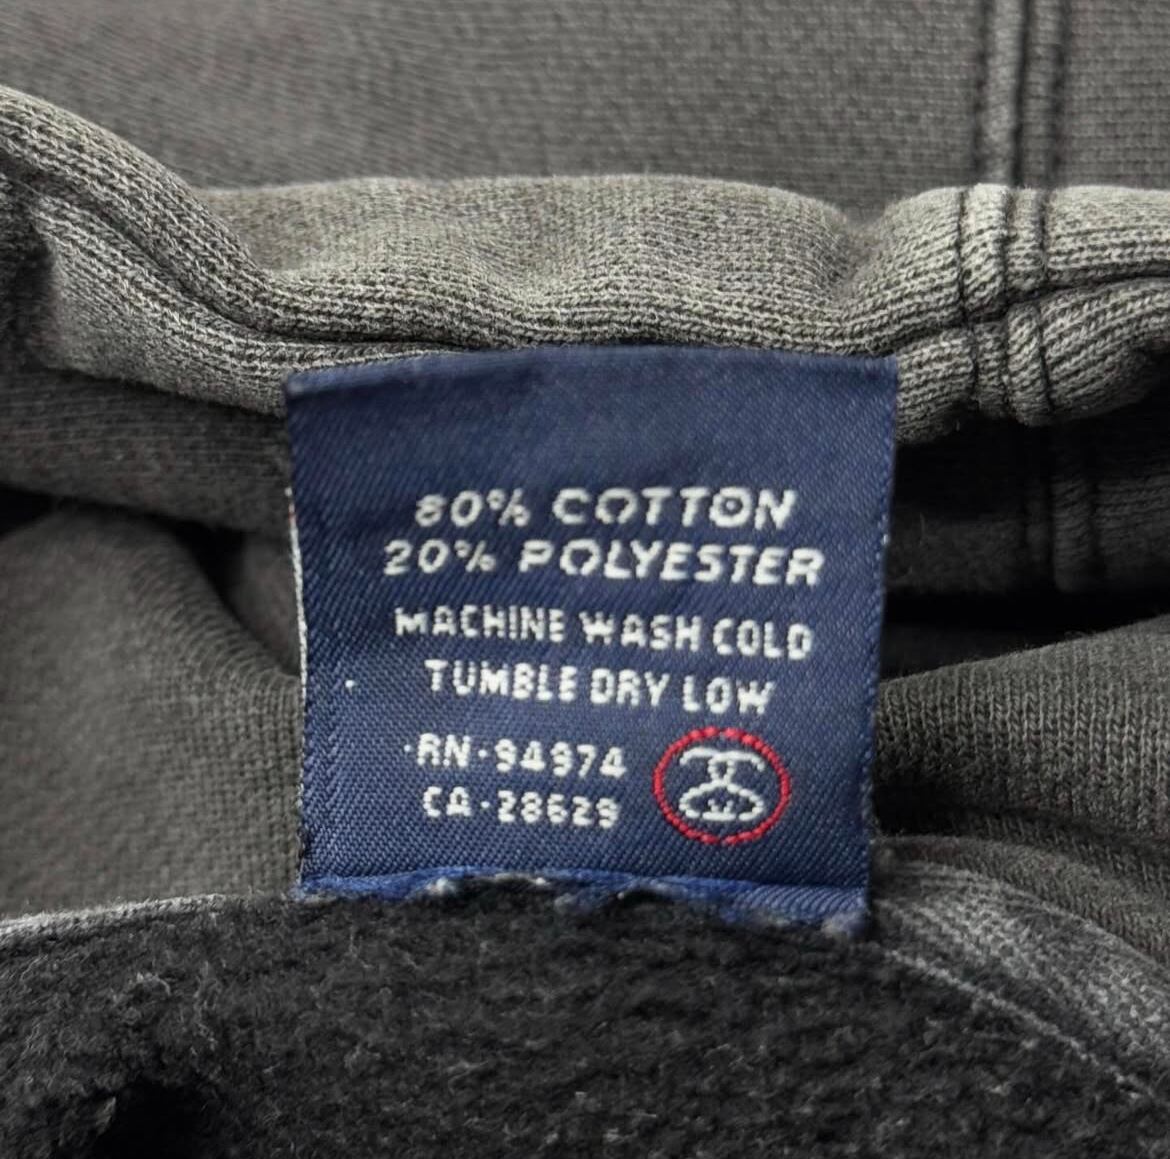 80% COTTON
20% POLYESTER
MACHINE WASH COLD
TUMBLE DRY LOW
RN-94974
CA-28629